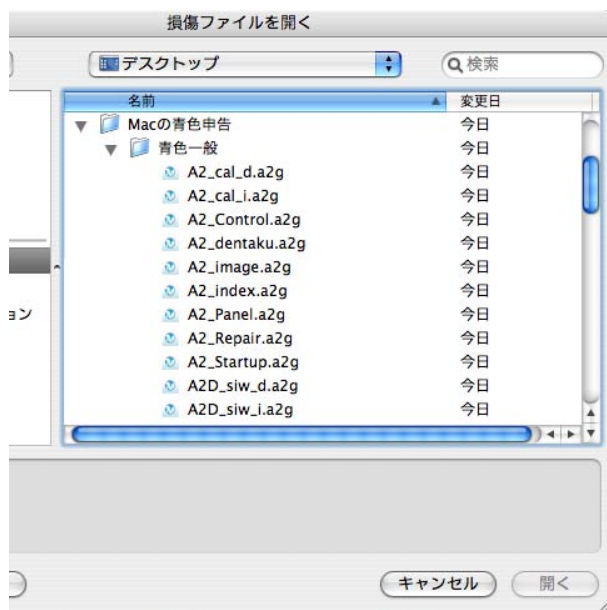 損傷ファイルを開く
デスクトップ
検索
名前 変更日
Macの青色申告 今日
青色一般 今日
A2_cal_d.a2g 今日
A2_cal_i.a2g 今日
A2_Control.a2g 今日
A2_dentaku.a2g 今日
A2_image.a2g 今日
A2_index.a2g 今日
ョン
A2_Panel.a2g 今日
A2_Repair.a2g 今日
A2_Startup.a2g 今日
A2D_siw_d.a2g 今日
A2D_siw_i.a2g 今日
キャンセル 開く